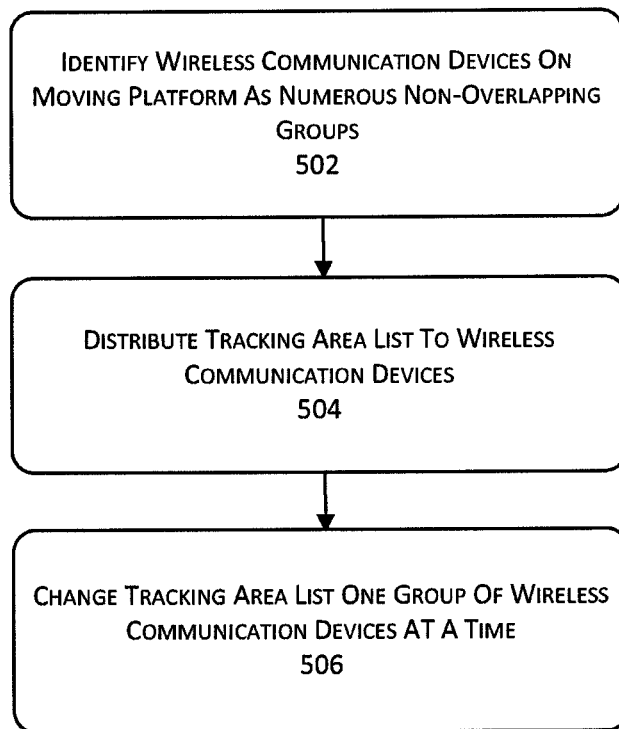 IDENTIFY WIRELESS COMMUNICATION DEVICES ON
MOVING PLATFORM AS NUMEROUS NON-OVERLAPPING
GROUPS
502
DISTRIBUTE TRACKING AREA LIST TO WIRELESS
COMMUNICATION DEVICES
504
CHANGE TRACKING AREA LIST ONE GROUP OF WIRELESS
COMMUNICATION DEVICES AT A TIME
506